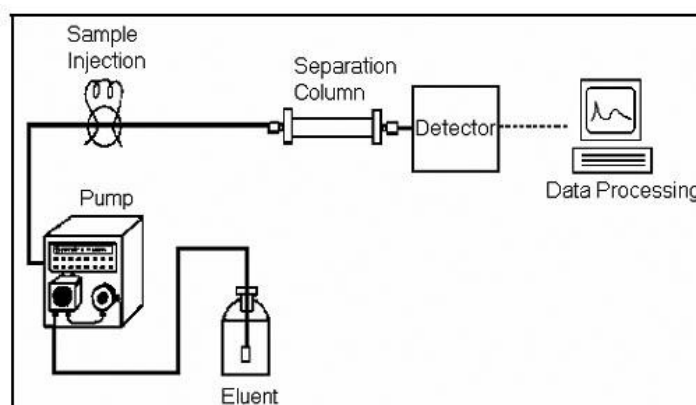 Sample
Injection
Separation
Column
Detector
Data Processing
Pump
Eluent